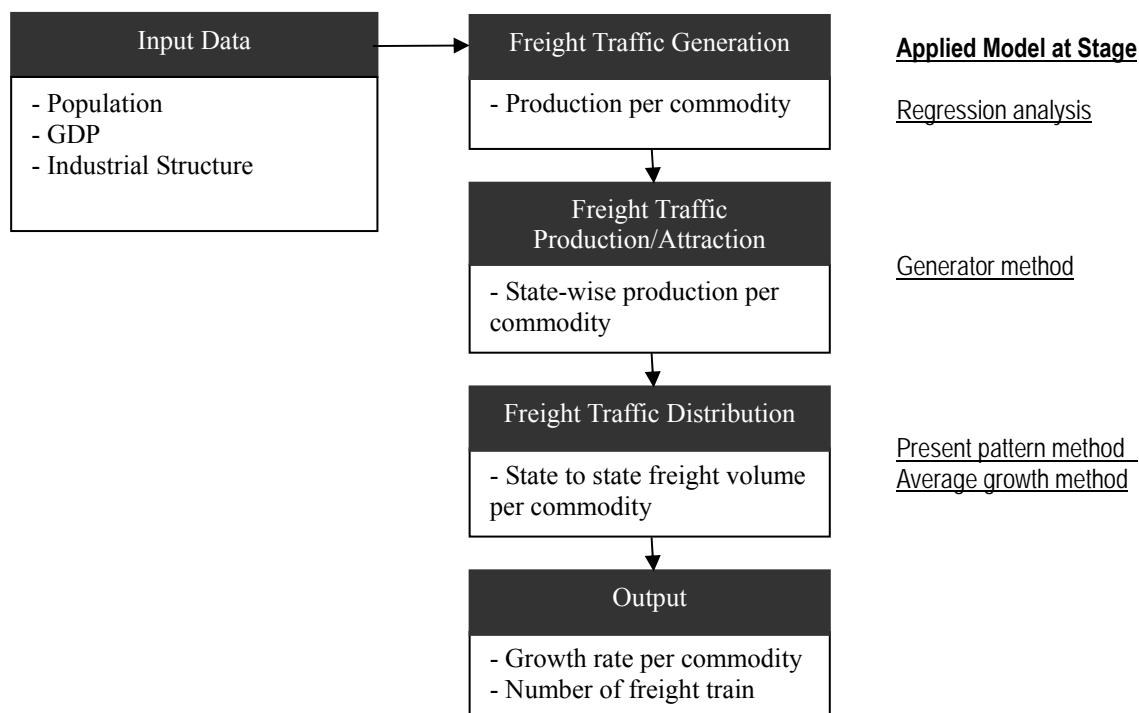 Input Data
- Population
- GDP
- Industrial Structure
Freight Traffic Generation
- Production per commodity
Applied Model at Stage
Regression analysis
Freight Traffic
Production/Attraction
- State-wise production per
commodity
Generator method
Freight Traffic Distribution
- State to state freight volume
per commodity
Present pattern method
Average growth method
Output
- Growth rate per commodity
- Number of freight train